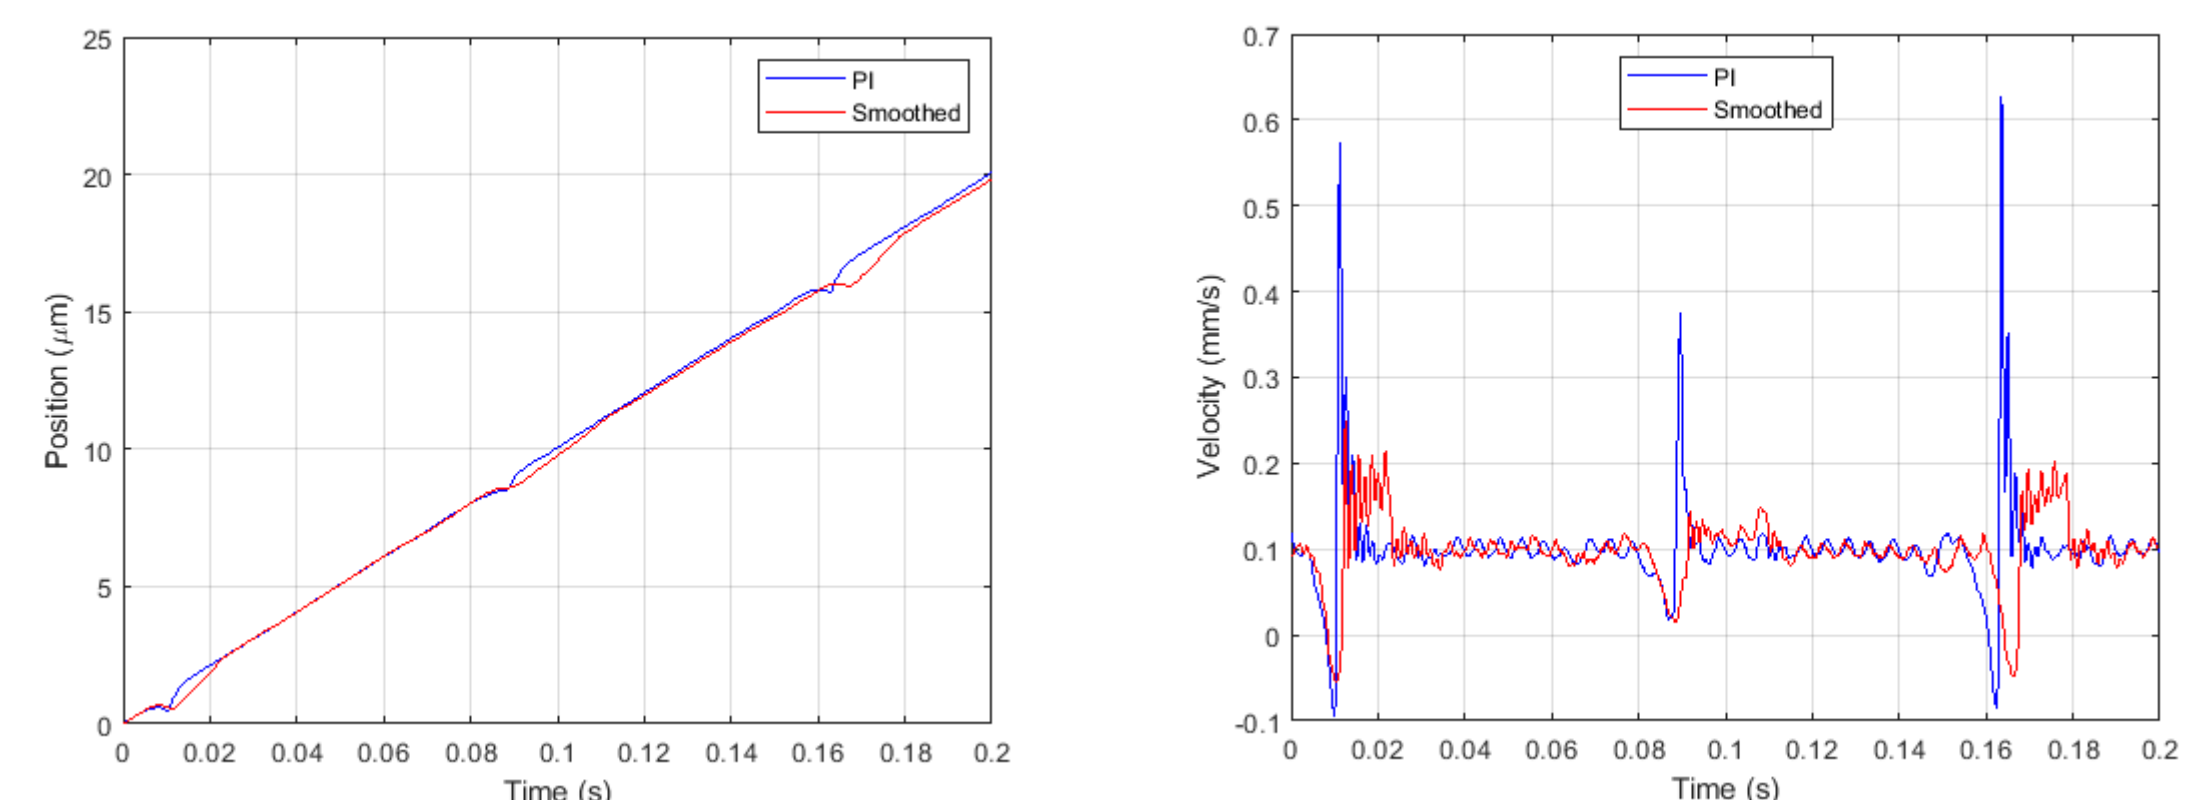 25
20
15
10
5
0
0 0.02 0.04 0.06 0.08 0.1 0.12 0.14 0.16 0.18 0.2
Position (μm)
Time (s)
PI
Smoothed
0.7
0.6
0.5
0.4
0.3
0.2
0.1
0
-0.1
0 0.02 0.04 0.06 0.08 0.1 0.12 0.14 0.16 0.18 0.2
Velocity (mm/s)
Time (s)
PI
Smoothed